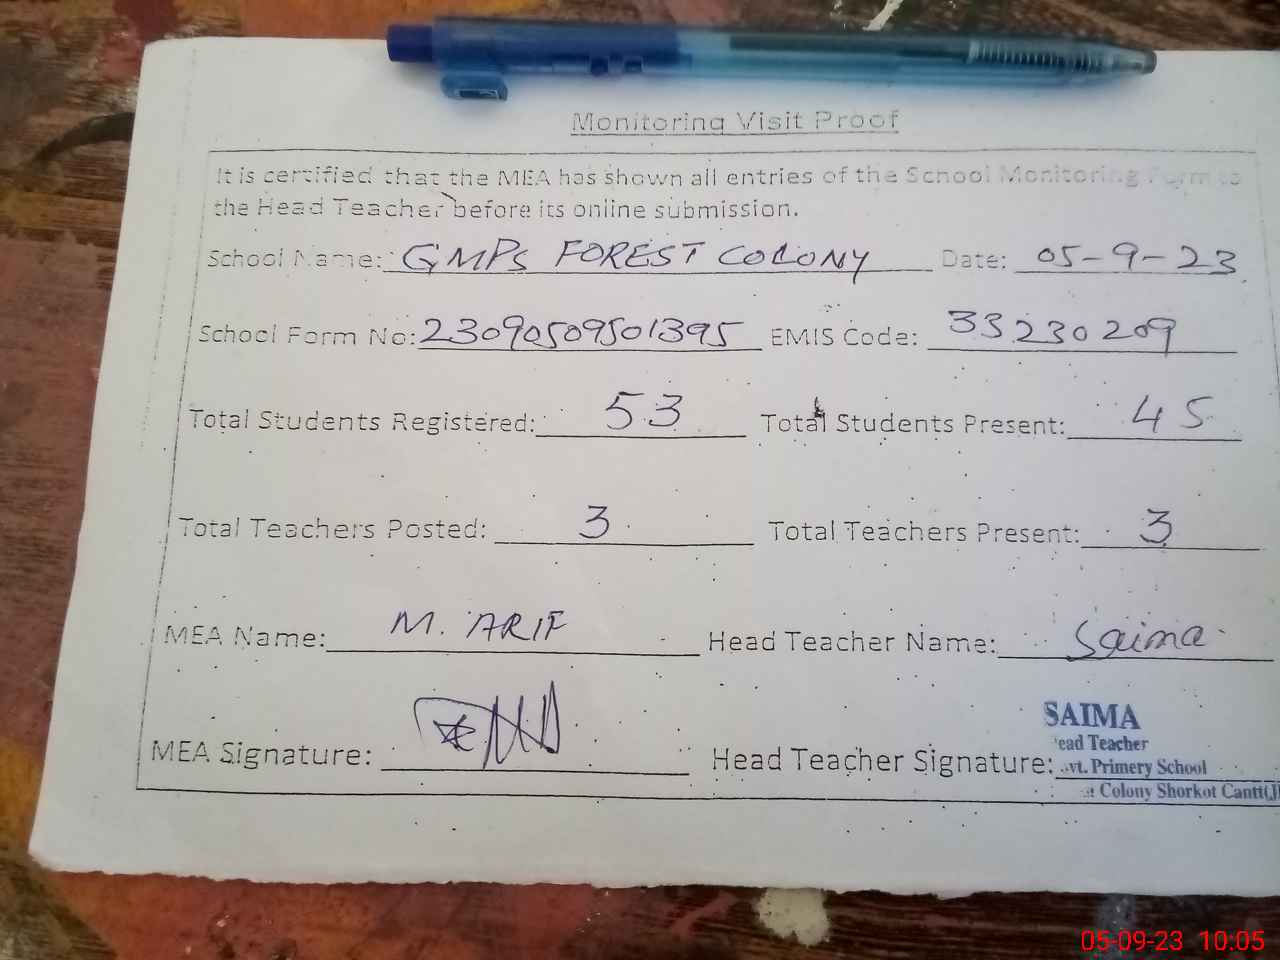 Monitoring Visit Proof
It is certified that the MEA has shown all entries of the School Monitoring Form to
the Head Teacher before its online submission.
School Name: GMPS FOREST COLONY Date: 05-9-23
School Form No: 23090509501395 EMIS Code: 33230209
Total Students Registered: 53 Total Students Present: 45
Total Teachers Posted: 3 Total Teachers Present: 3
MEA Name: M. ARIF Head Teacher Name: Saima
SAIMA
ead Teacher
MEA Signature: Head Teacher Signature: vt. Primery School
Colony Shorkot Cantt(J
05-09-23 10:05